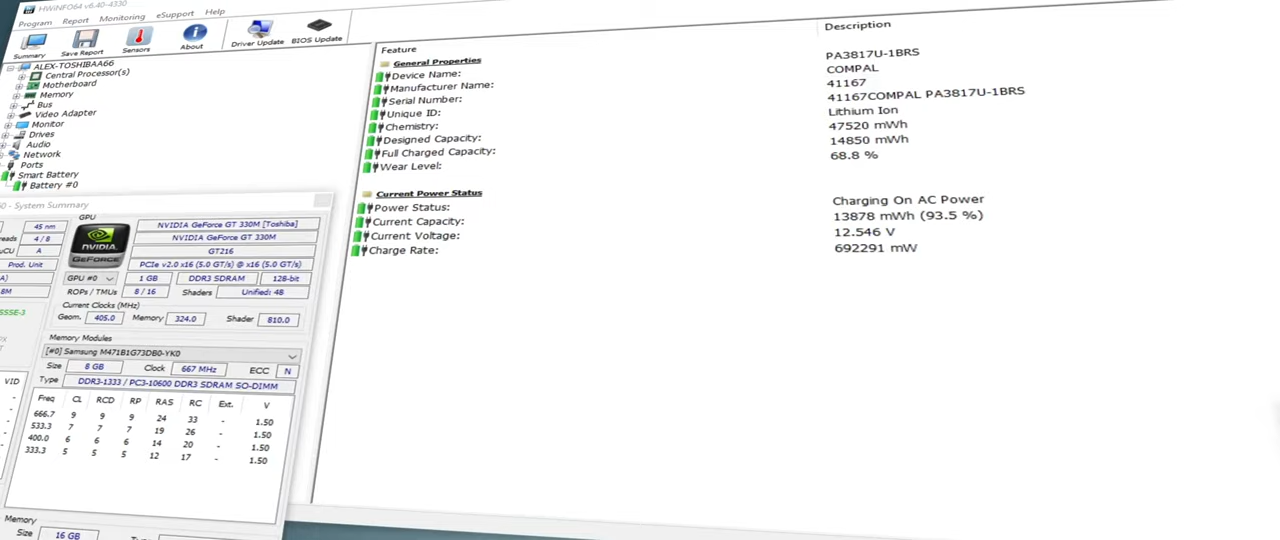 HWiNFO64 v6.40-4330
Program Report Monitoring eSupport Help
Summary Save Report Sensors About Driver Update BIOS Update
ALEX-TOSHIBAA66
Central Processor(s)
Motherboard
Memory
Bus
Video Adapter
Monitor
Drives
Audio
Network
Ports
Smart Battery
Battery #0
Feature Description
General Properties
Device Name: PA3817U-1BRS
Manufacturer Name: COMPAL
Serial Number: 41167
Unique ID: 41167COMPAL PA3817U-1BRS
Chemistry: Lithium Ion
Designed Capacity: 47520 mWh
Full Charged Capacity: 14850 mWh
Wear Level: 68.8 %
Current Power Status
Power Status: Charging On AC Power
Current Capacity: 13878 mWh (93.5 %)
Current Voltage: 12.546 V
Charge Rate: 692291 mW
- System Summary
45 nm
4 / 8
A
Prod. Unit
8M
SSSE-3
VID
GPU
NVIDIA GEFORCE
NVIDIA GeForce GT 330M [Toshiba]
NVIDIA GeForce GT 330M
GT216
PCIe v2.0 x16 (5.0 GT/s) @ x16 (5.0 GT/s)
GPU #0 1 GB DDR3 SDRAM 128-bit
ROPs / TMUs 8 / 16 Shaders Unified: 48
Current Clocks (MHz)
Geom. 405.0 Memory 324.0 Shader 810.0
Memory Modules
[#0] Samsung M471B1G73DB0-YK0
Size 8 GB Clock 667 MHz ECC N
Type DDR3-1333 / PC3-10600 DDR3 SDRAM SO-DIMM
Freq CL RCD RP RAS RC Ext. V
666.7 9 9 9 24 33 - 1.50
533.3 7 7 7 19 26 - 1.50
400.0 6 6 6 14 20 - 1.50
333.3 5 5 5 12 17 - 1.50
Memory
Size 16 GB